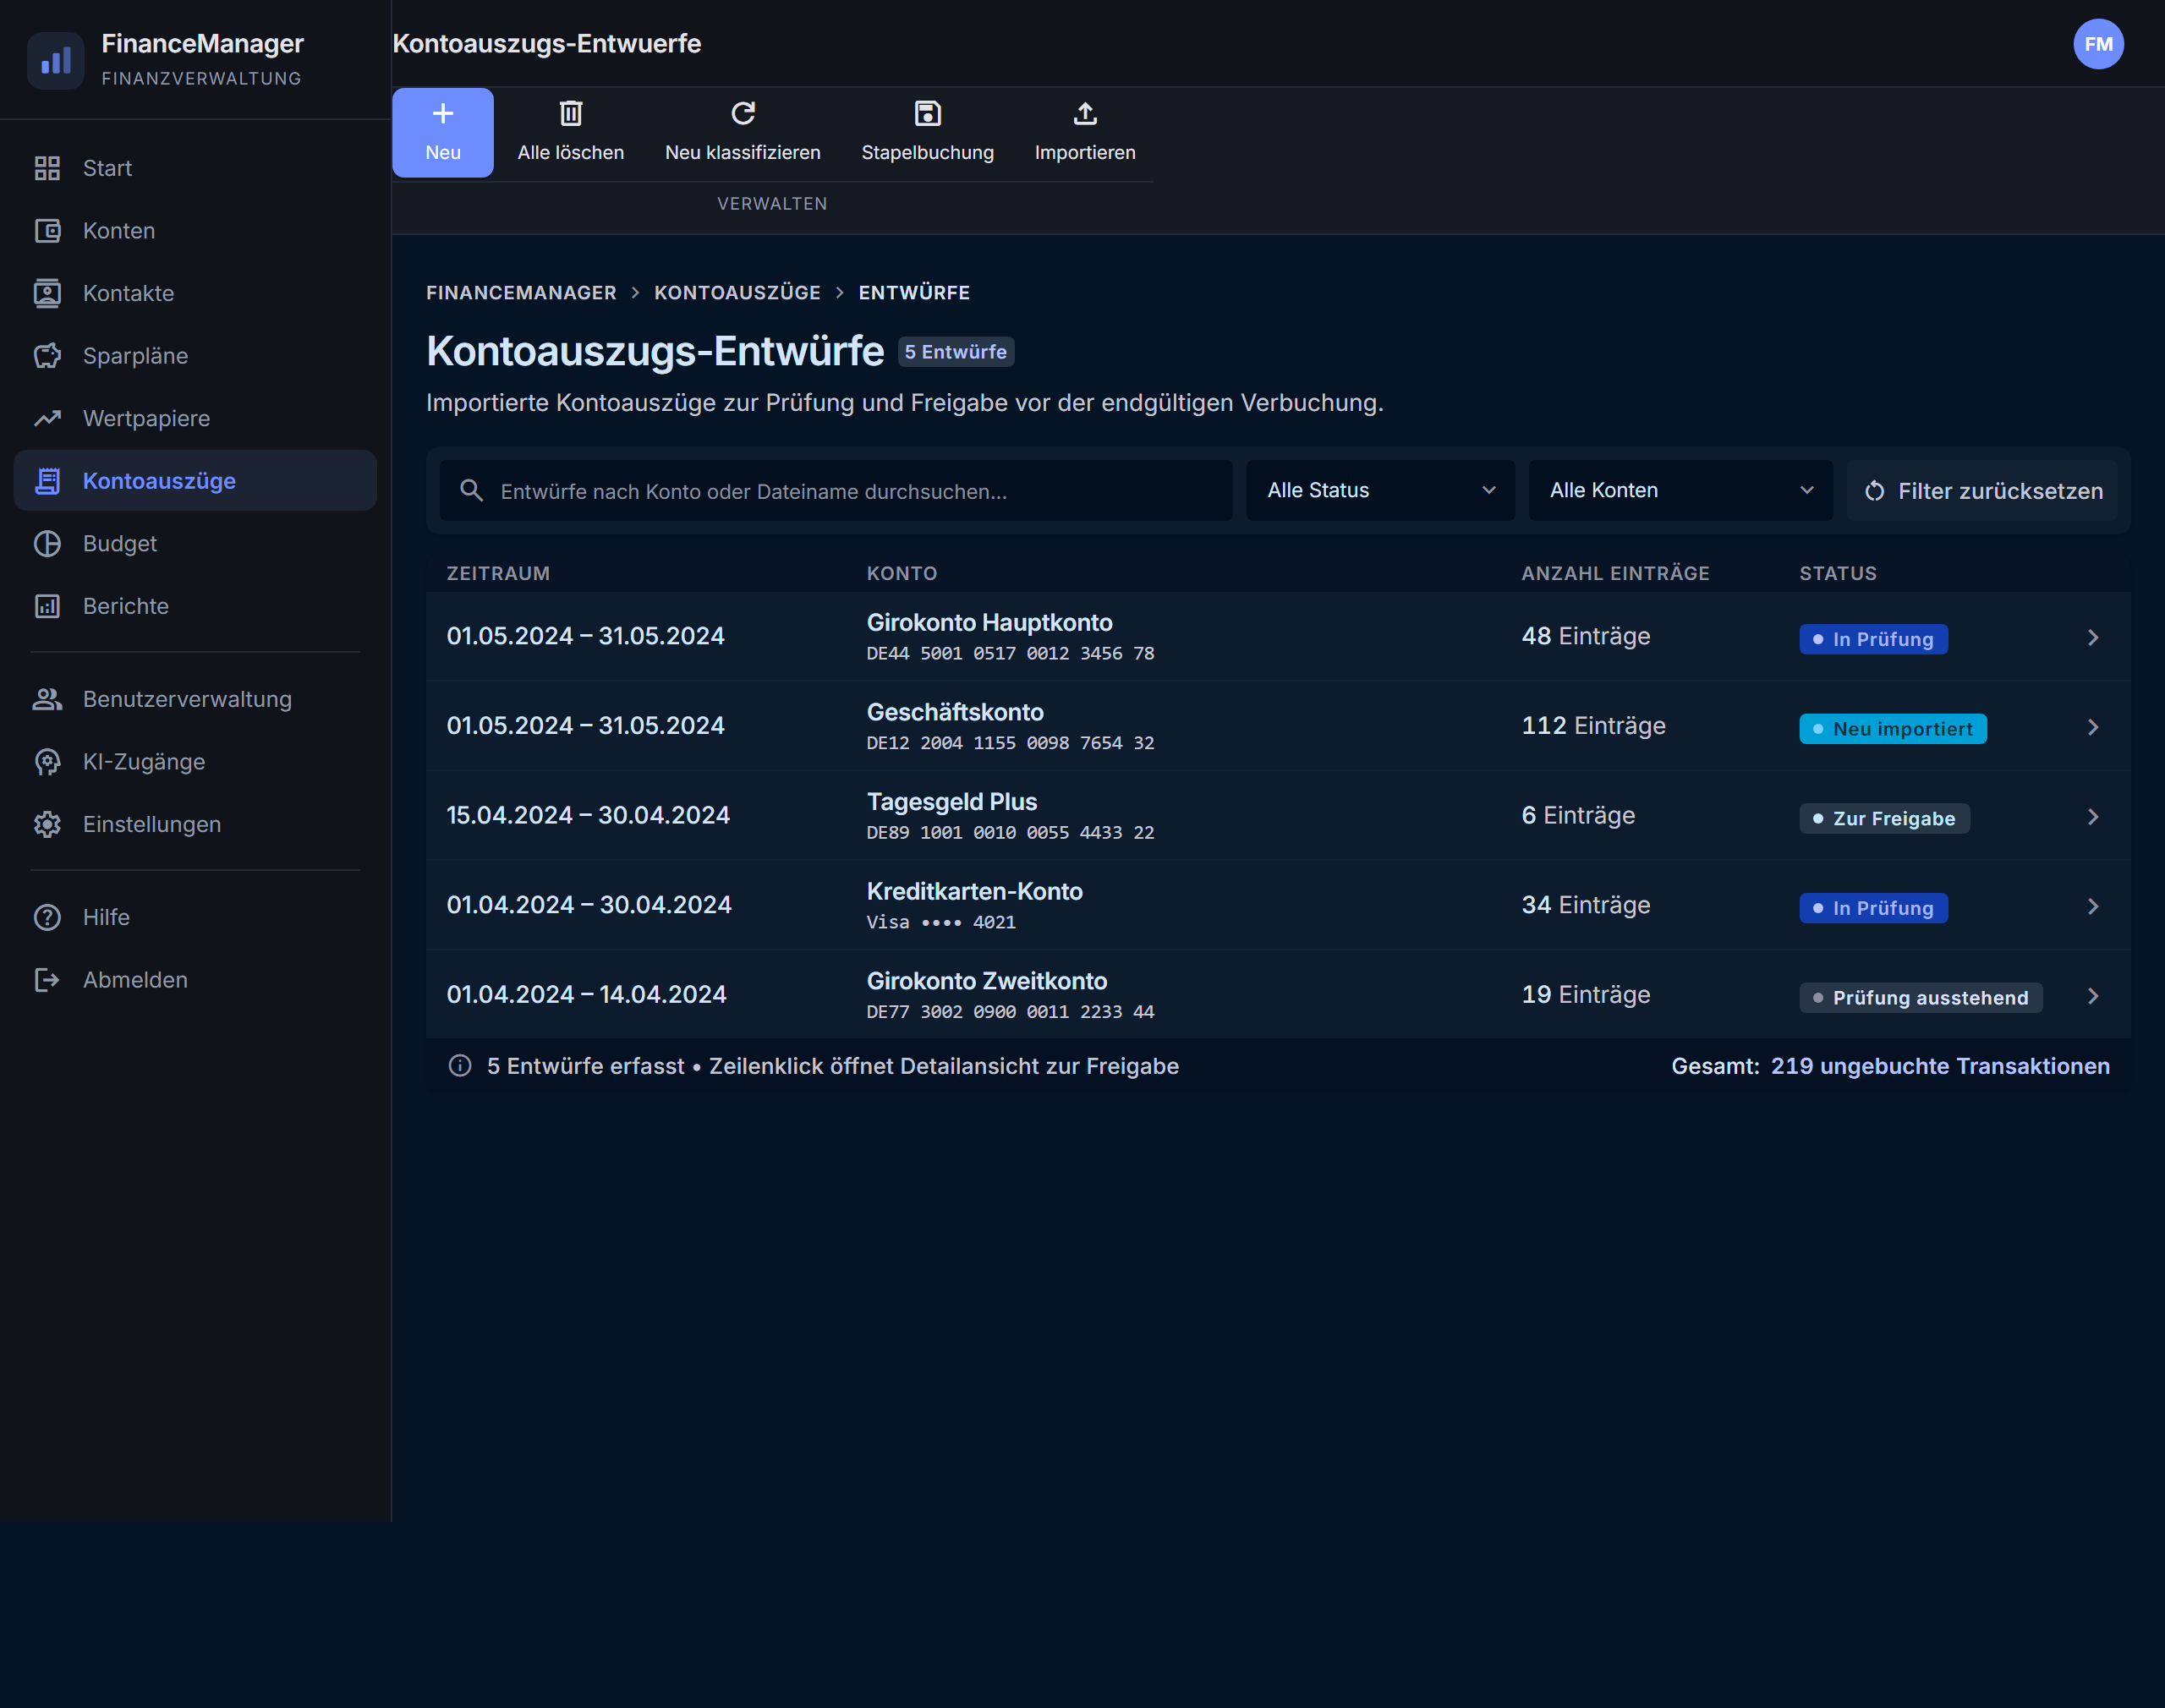 FinanceManager
FINANZVERWALTUNG
Start
Konten
Kontakte
Sparpläne
Wertpapiere
Kontoauszüge
Budget
Berichte
Benutzerverwaltung
KI-Zugänge
Einstellungen
Hilfe
Abmelden
Kontoauszugs-Entwuerfe
FM
Neu
Alle löschen
Neu klassifizieren
Stapelbuchung
Importieren
VERWALTEN
FINANCEMANAGER > KONTOAUSZÜGE > ENTWÜRFE
Kontoauszugs-Entwürfe 5 Entwürfe
Importierte Kontoauszüge zur Prüfung und Freigabe vor der endgültigen Verbuchung.
Entwürfe nach Konto oder Dateiname durchsuchen... Alle Status Alle Konten Filter zurücksetzen
ZEITRAUM KONTO ANZAHL EINTRÄGE STATUS
01.05.2024 – 31.05.2024 Girokonto Hauptkonto 48 Einträge In Prüfung
DE44 5001 0517 0012 3456 78
01.05.2024 – 31.05.2024 Geschäftskonto 112 Einträge Neu importiert
DE12 2004 1155 0098 7654 32
15.04.2024 – 30.04.2024 Tagesgeld Plus 6 Einträge Zur Freigabe
DE89 1001 0010 0055 4433 22
01.04.2024 – 30.04.2024 Kreditkarten-Konto 34 Einträge In Prüfung
Visa •••• 4021
01.04.2024 – 14.04.2024 Girokonto Zweitkonto 19 Einträge Prüfung ausstehend
DE77 3002 0900 0011 2233 44
5 Entwürfe erfasst • Zeilenklick öffnet Detailansicht zur Freigabe Gesamt: 219 ungebuchte Transaktionen